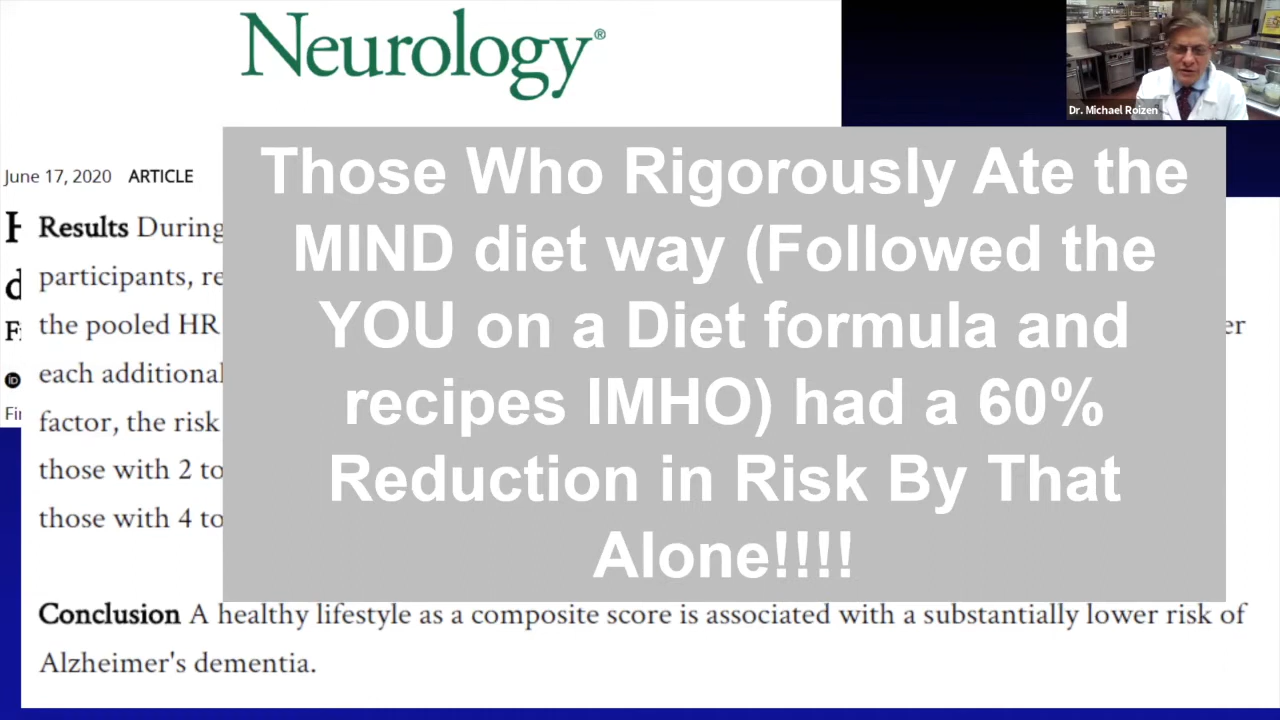 Neurology®
Dr. Michael Roizen
June 17, 2020 ARTICLE
Those Who Rigorously Ate the
MIND diet way (Followed the
YOU on a Diet formula and
recipes IMHO) had a 60%
Reduction in Risk By That
Alone!!!!
Results During
participants, re
the pooled HR
each additional
factor, the risk
those with 2 to
those with 4 to
er
iD
Conclusion A healthy lifestyle as a composite score is associated with a substantially lower risk of
Alzheimer's dementia.